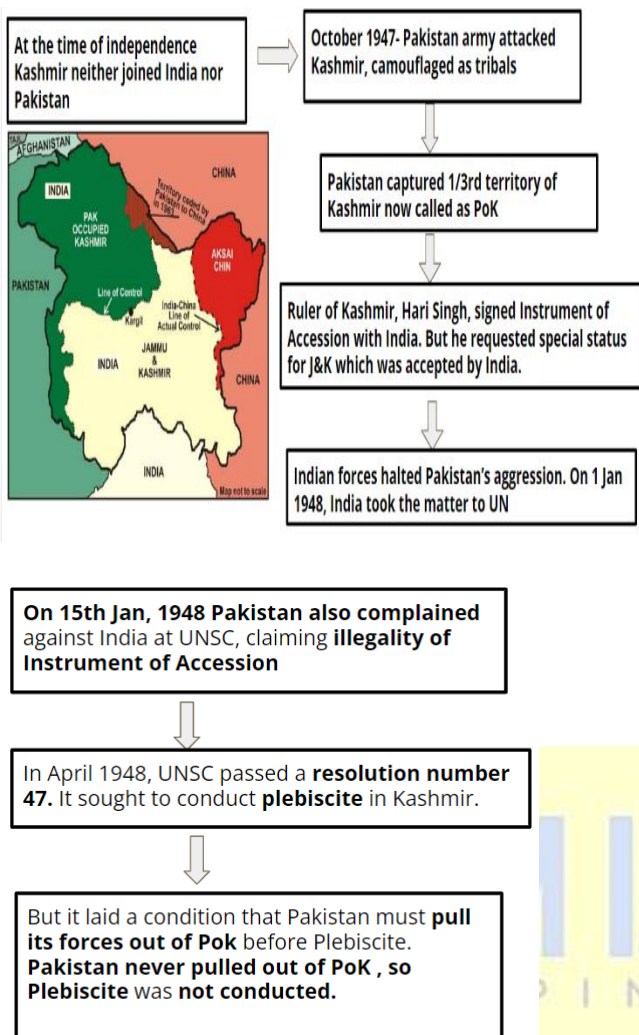 At the time of independence
Kashmir neither joined India nor
Pakistan
October 1947- Pakistan army attacked
Kashmir, camouflaged as tribals
Pakistan captured 1/3rd territory of
Kashmir now called as PoK
Ruler of Kashmir, Hari Singh, signed Instrument of
Accession with India. But he requested special status
for J&K which was accepted by India.
Indian forces halted Pakistan's aggression. On 1 Jan
1948, India took the matter to UN
AFGHANISTAN
CHINA
INDIA
Territory ceded by
Pakistan to China
in 1963
PAK
OCCUPIED
KASHMIR
AKSAI
CHIN
PAKISTAN
Line of Control
Kargil
India-China
Line of
Actual Control
INDIA
JAMMU
&
KASHMIR
CHINA
INDIA
Map not to scale
On 15th Jan, 1948 Pakistan also complained
against India at UNSC, claiming illegality of
Instrument of Accession
In April 1948, UNSC passed a resolution number
47. It sought to conduct plebiscite in Kashmir.
But it laid a condition that Pakistan must pull
its forces out of Pok before Plebiscite.
Pakistan never pulled out of PoK , so
Plebiscite was not conducted.
P I N